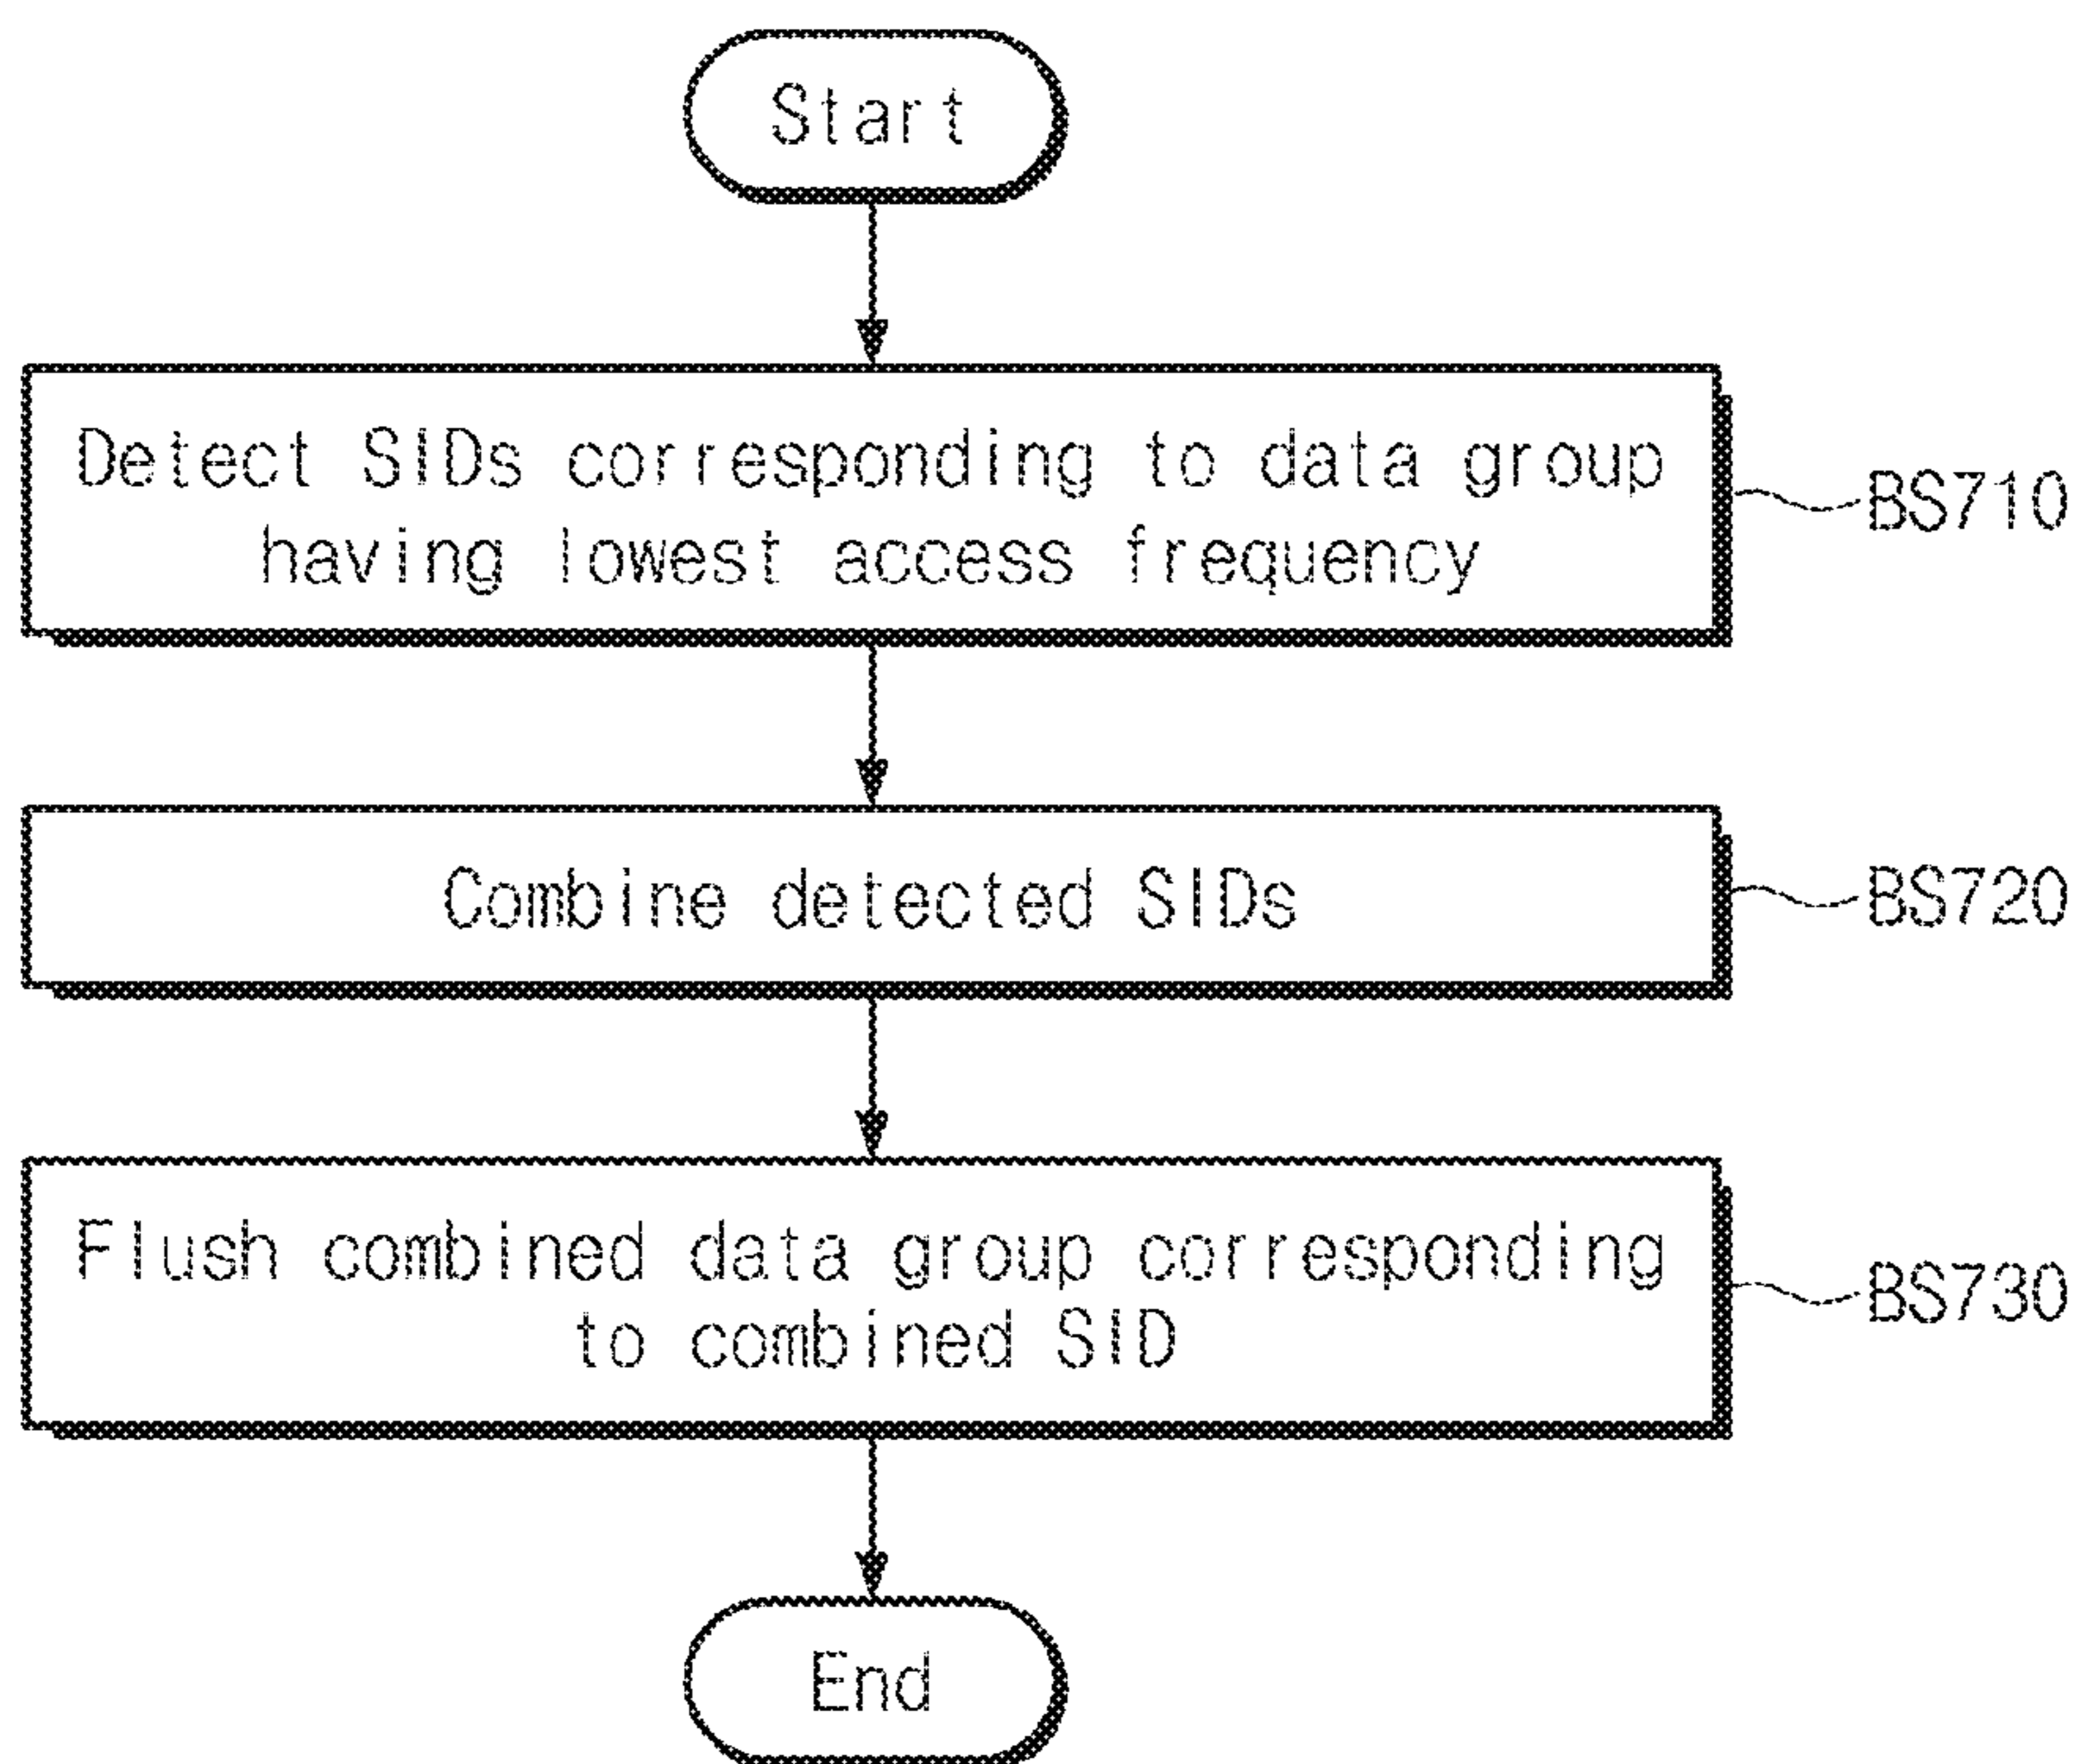 Start
Detect SIDs corresponding to data group
having lowest access frequency
BS710
Combine detected SIDs
BS720
Flush combined data group corresponding
to combined SID
BS730
End